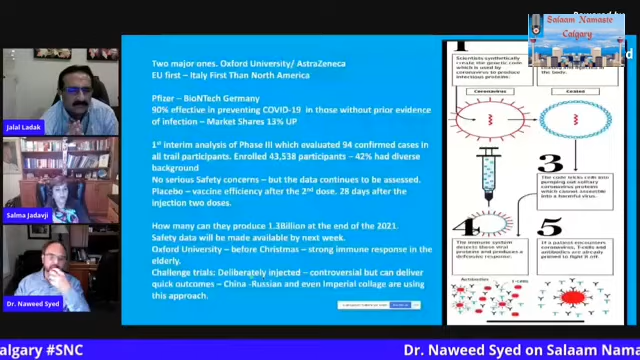 Salaam Namaste
Calgary
Two major ones. Oxford University/ AstraZeneca
EU first – Italy First Than North America
Pfizer – BioNTech Germany
90% effective in preventing COVID-19 in those without prior evidence
of infection – Market Shares 13% UP
1st interim analysis of Phase III which evaluated 94 confirmed cases in
all trail participants. Enrolled 43,538 participants – 42% had diverse
background
No serious Safety concerns – but the data continues to be assessed.
Placebo – vaccine efficiency after the 2nd dose. 28 days after the
injection two doses.
How many can they produce 1.3Billion at the end of the 2021.
Safety data will be made available by next week.
Oxford University – before Christmas – strong immune response in the
elderly.
Challenge trials: Deliberately injected – controversial but can deliver
quick outcomes – China -Russian and even Imperial collage are using
this approach.
Jalal Ladak
Salma Jadavji
Dr. Naweed Syed
Scientists synthetically
create the genetic code
which is used by
coronavirus to produce
infectious proteins.
Coronavirus
Coated
3
The code tricks cells into
pumping out solitary
coronavirus proteins
which cannot assemble
into a harmful virus.
4
The immune system
detects these viral
proteins and produces a
defensive response.
5
If a patient encounters
coronavirus, T-cells and
antibodies are already
primed to fight it off.
Antibodies
T-cells
algary #SNC
Dr. Naweed Syed on Salaam Nama